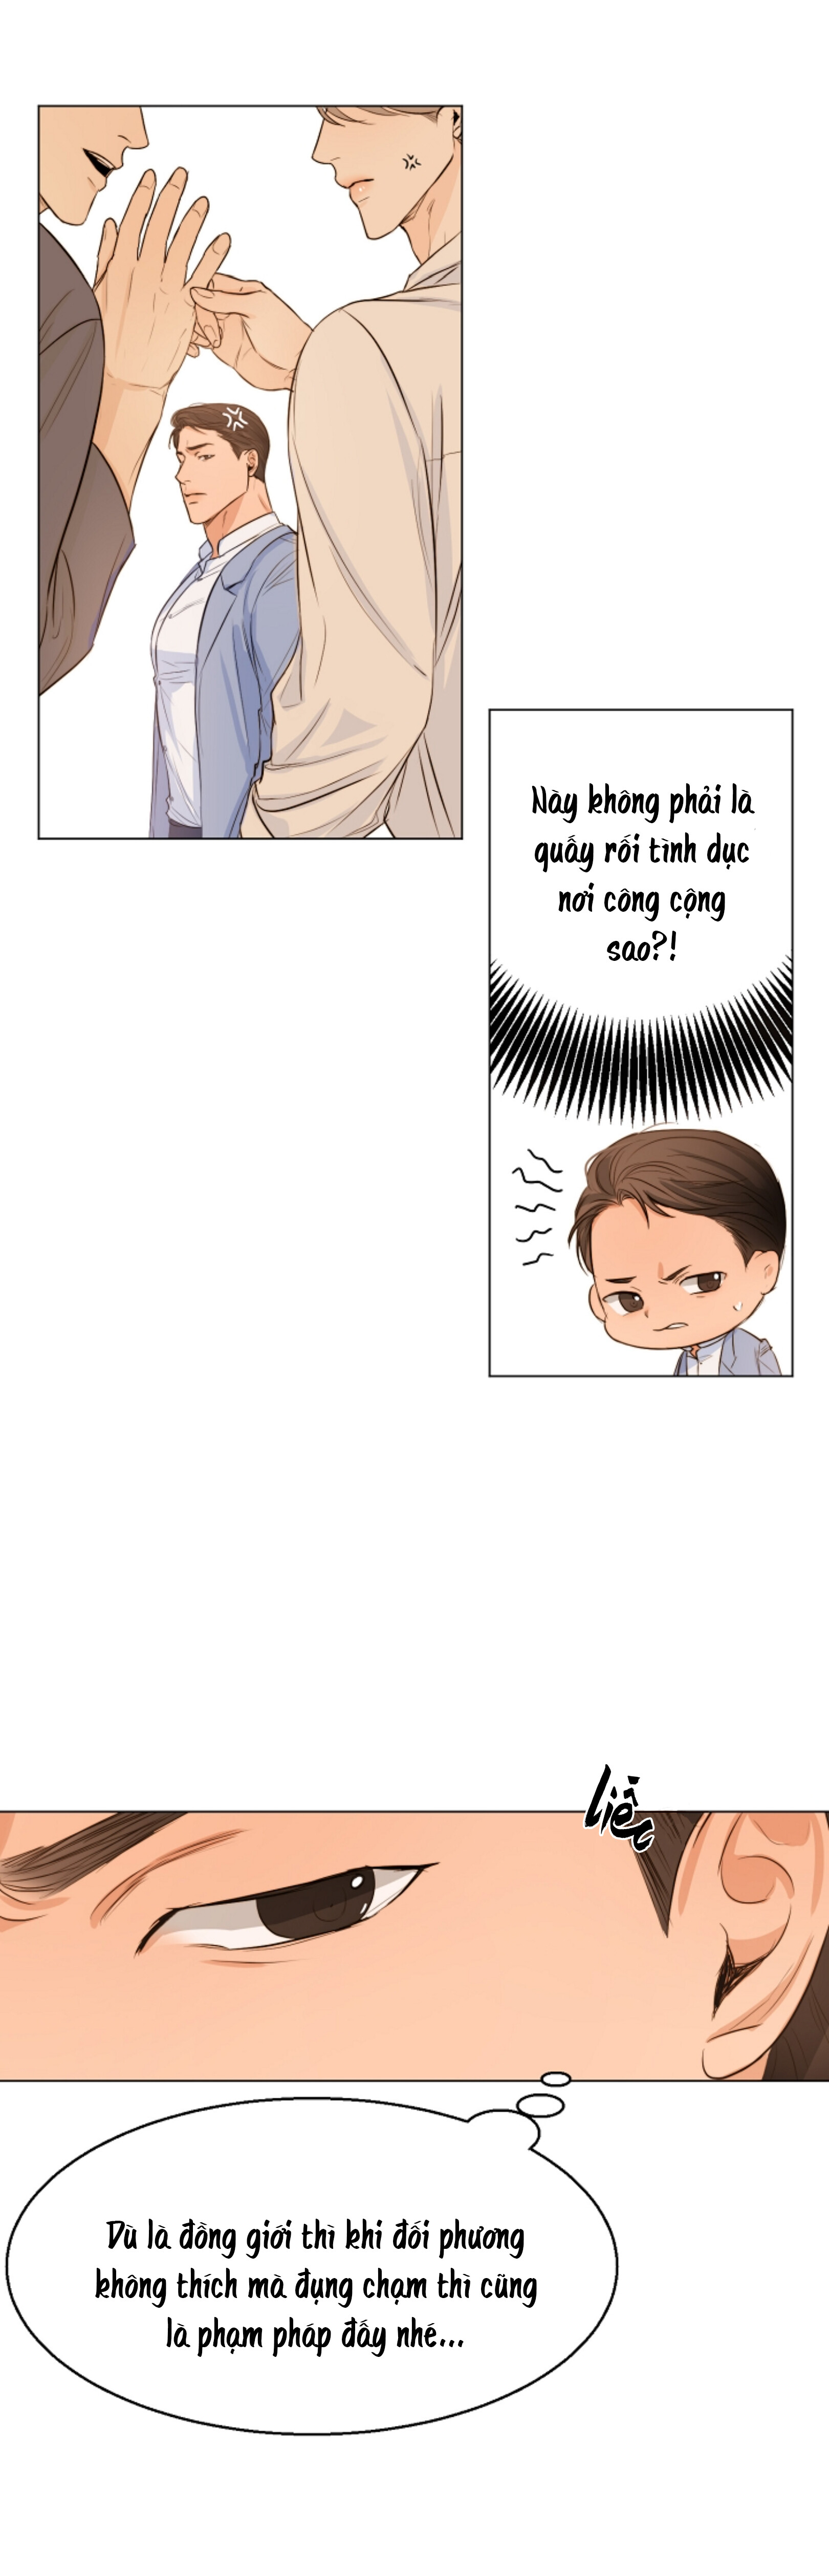 Này không phải là
quấy rối tình dục
nơi công cộng
sao?!
liếc
Dù là đồng giới thì khi đối phương
không thích mà đụng chạm thì cũng
là phạm pháp đấy nhé...